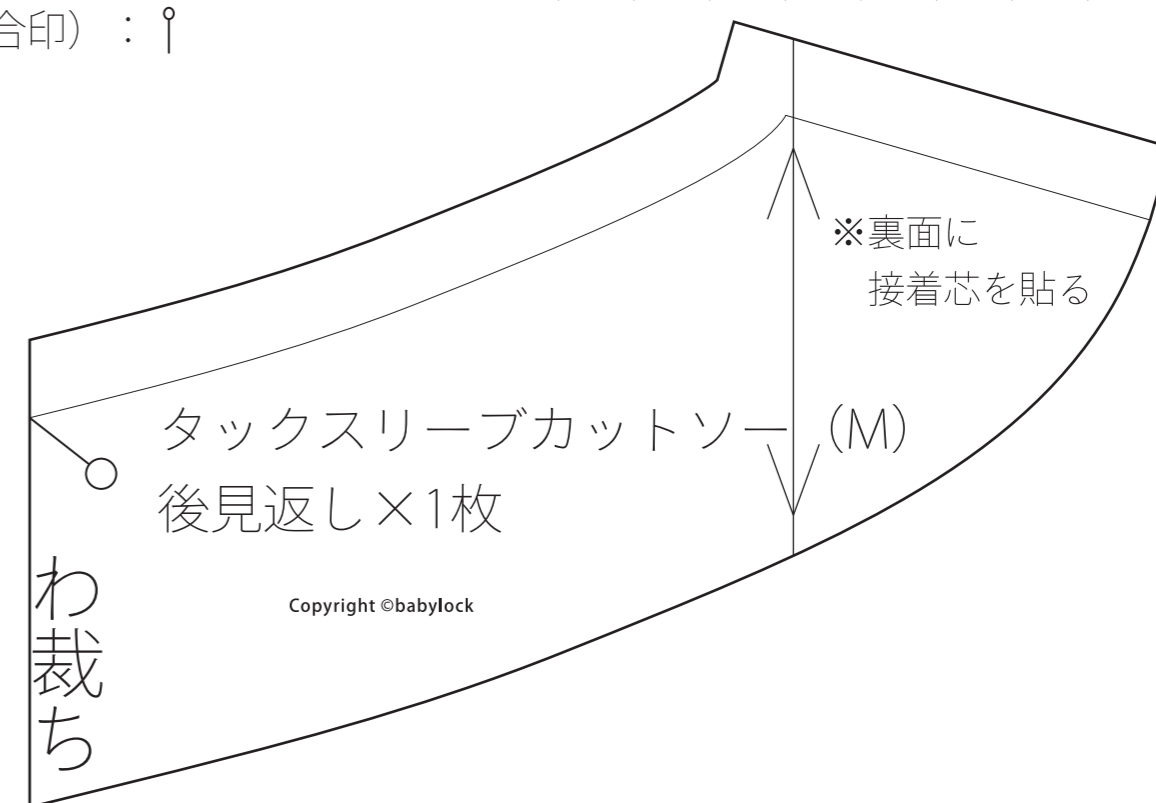 合印）：
※裏面に
接着芯を貼る
タックスリーブカットソー（M）
後見返し×1枚
わ裁ち
Copyright ©babylock